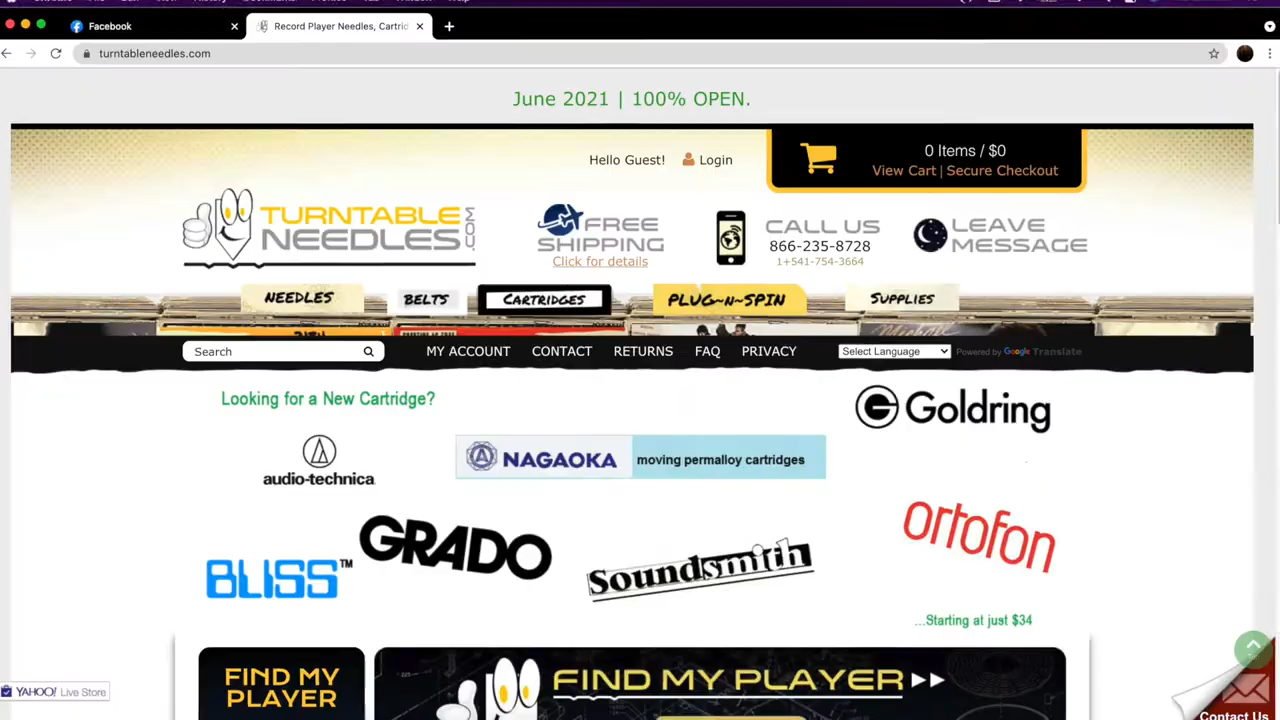 Facebook
Record Player Needles, Cartrid
turntableneedles.com
June 2021 | 100% OPEN.
Hello Guest! Login
0 Items / $0
View Cart | Secure Checkout
TURNTABLE
NEEDLES.COM
FREE
SHIPPING
Click for details
CALL US
866-235-8728
1+541-754-3664
LEAVE
MESSAGE
NEEDLES
BELTS
CARTRIDGES
PLUG~N~SPIN
SUPPLIES
Search
MY ACCOUNT
CONTACT
RETURNS
FAQ
PRIVACY
Select Language
Powered by Google Translate
Looking for a New Cartridge?
Goldring
audio-technica
NAGAOKA moving permalloy cartridges
GRADO
ortofon
BLISS™
Soundsmith
...Starting at just $34
FIND MY
PLAYER
FIND MY PLAYER
YAHOO! Live Store
Contact Us